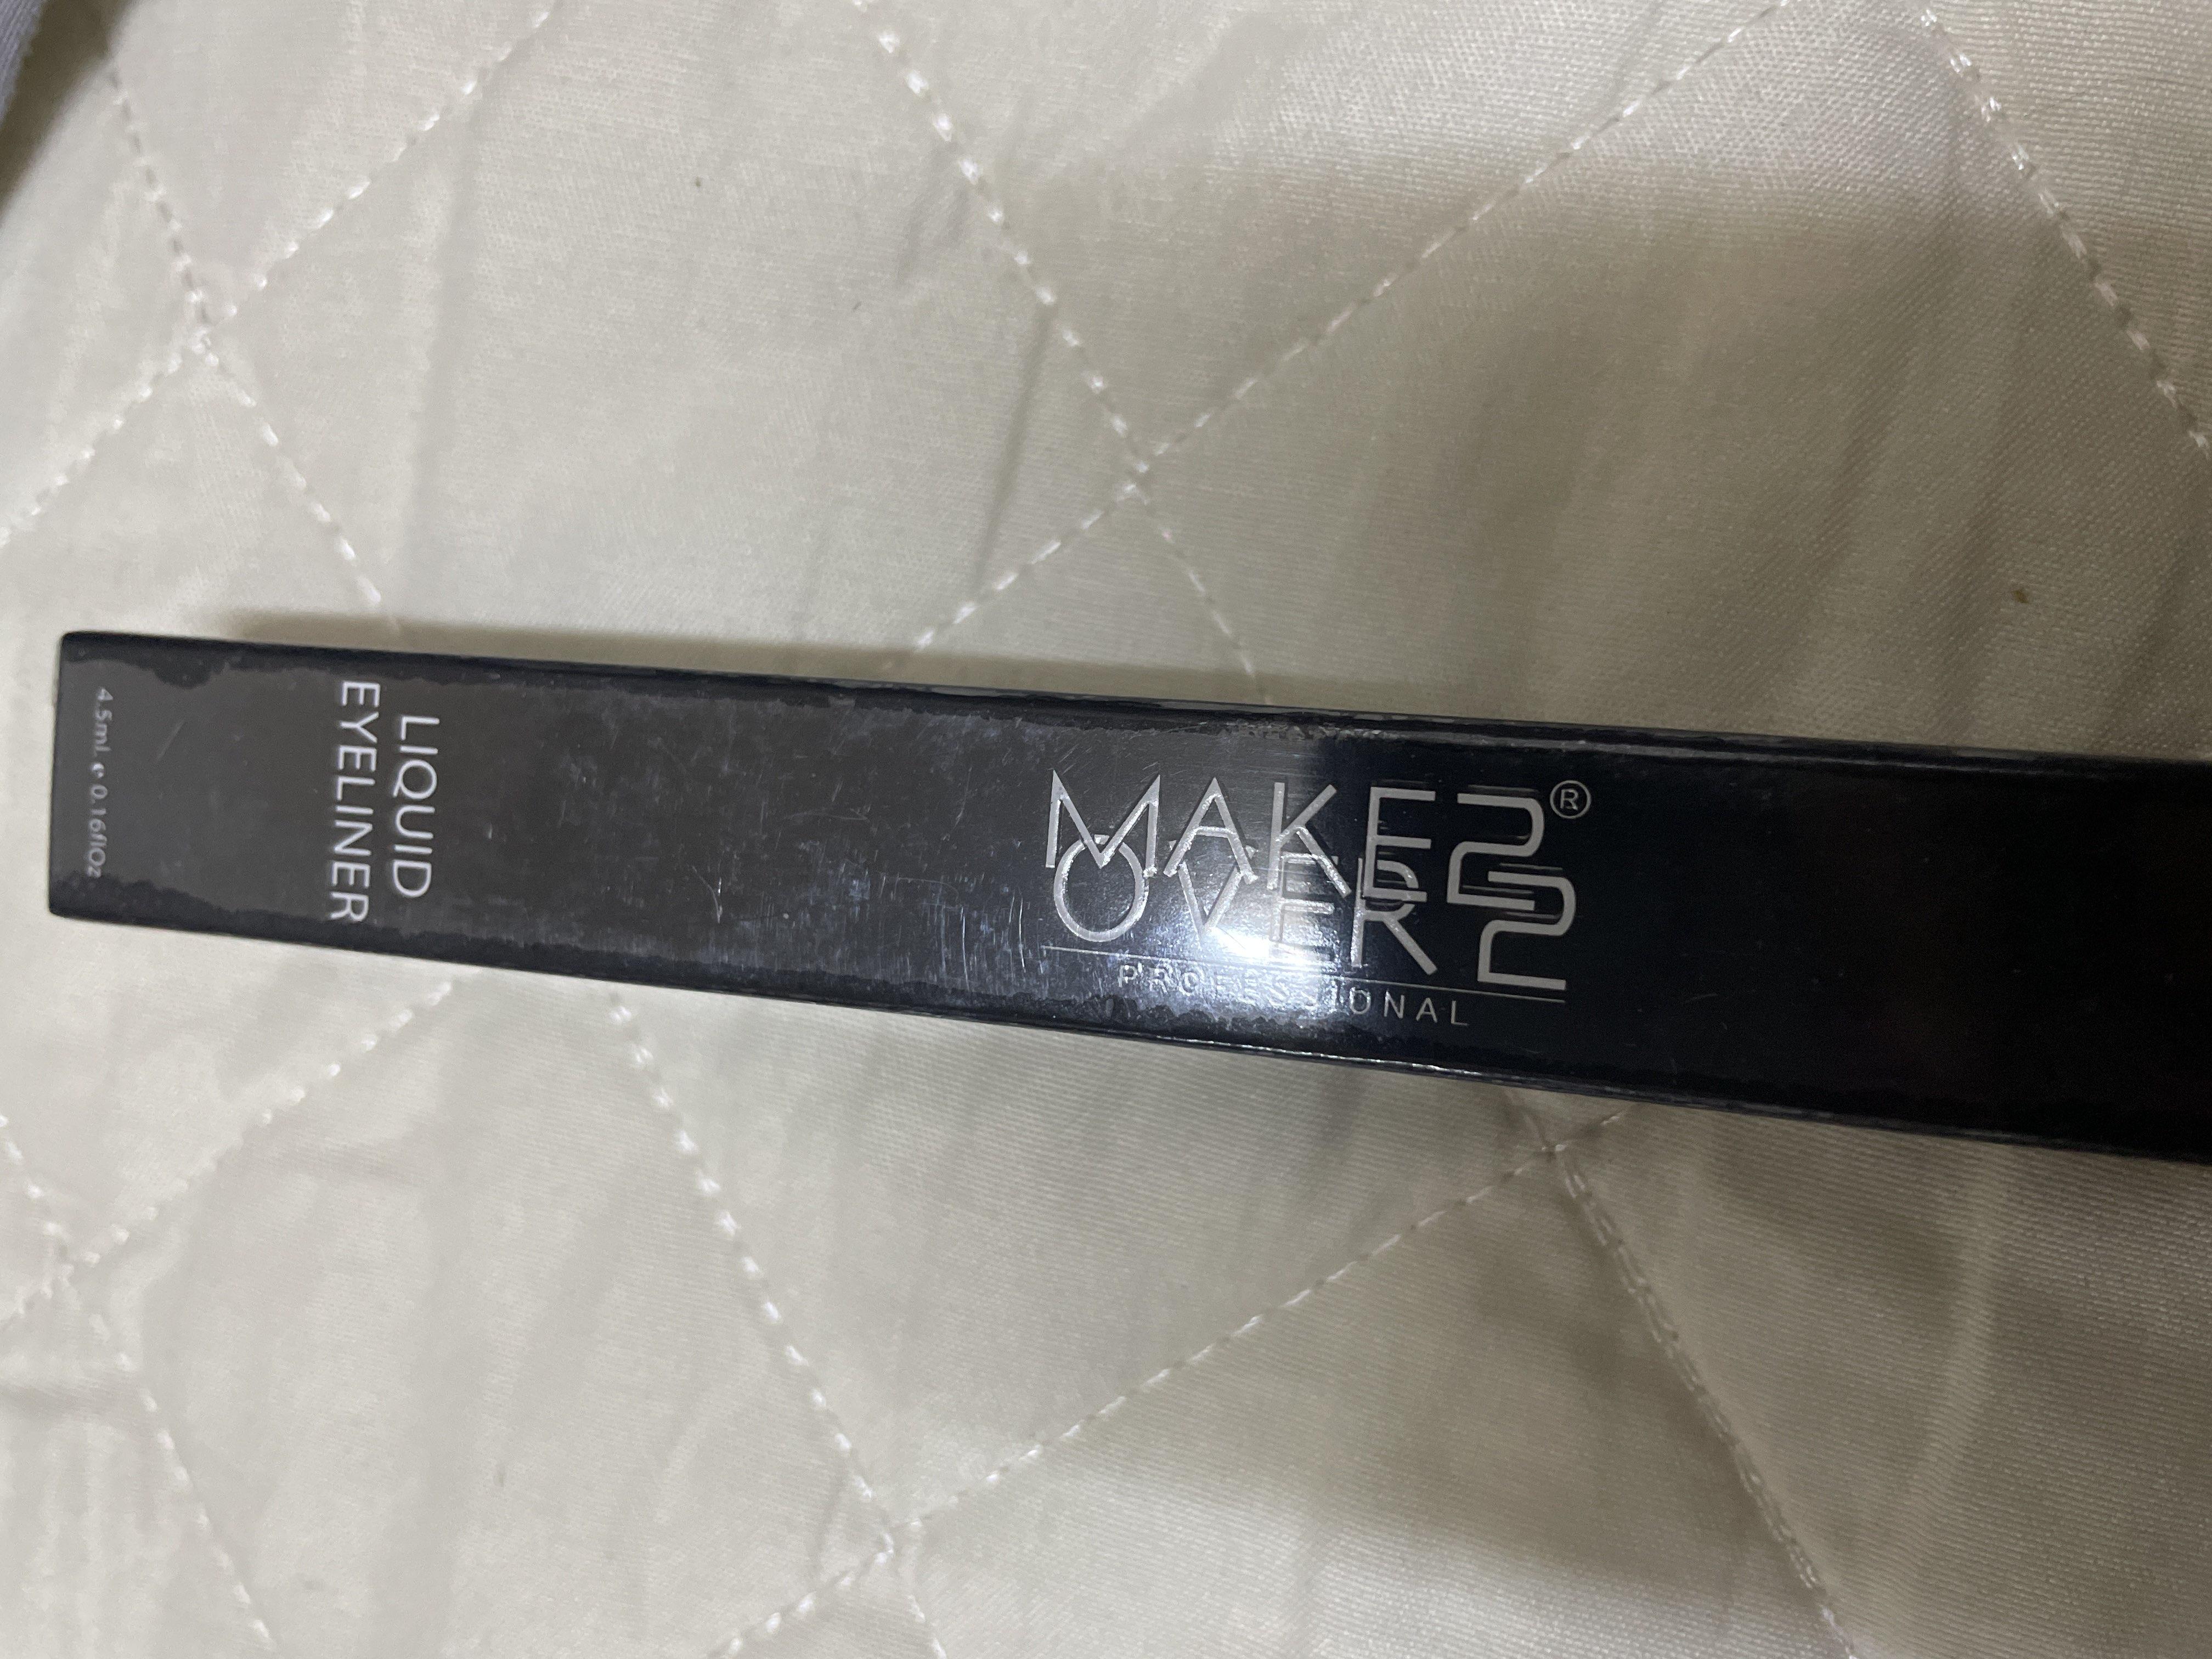 MAKE
OVER 22®
PROFESSIONAL
LIQUID
EYELINER
4.5ml.e 0.16flOz.